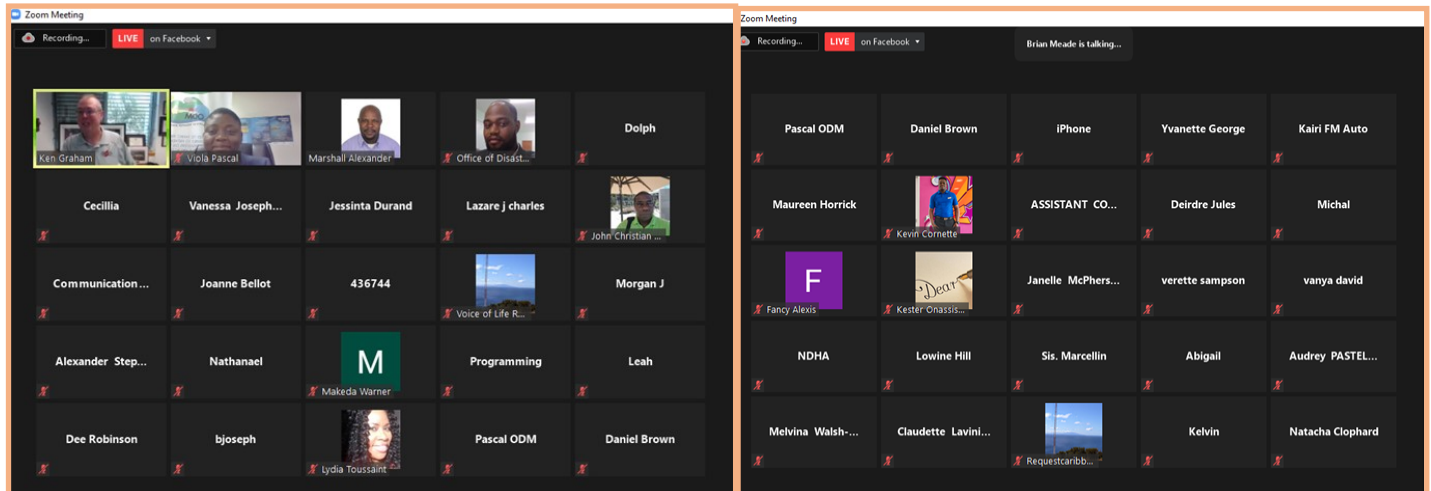 Zoom Meeting
Recording...
LIVE on Facebook
Ken Graham
Viola Pascal
Marshall Alexander
Office of Disast...
Dolph
Cecillia
Vanessa Joseph...
Jessinta Durand
Lazare j charles
John Christian ...
Communication...
Joanne Bellot
436744
Voice of Life R...
Morgan J
Alexander Step...
Nathanael
M
Makeda Warner
Programming
Leah
Dee Robinson
bjoseph
Lydia Toussaint
Pascal ODM
Daniel Brown
Zoom Meeting
Recording...
LIVE on Facebook
Brian Meade is talking...
Pascal ODM
Daniel Brown
iPhone
Yvanette George
Kairi FM Auto
Maureen Horrick
Kevin Cornette
ASSISTANT CO...
Deirdre Jules
Michal
F
Fancy Alexis
Dear
Kester Onassis...
Janelle McPhers...
verette sampson
vanya david
NDHA
Lowine Hill
Sis. Marcellin
Abigail
Audrey PASTEL...
Melvina Walsh-...
Claudette Lavini...
Requestcaribb...
Kelvin
Natacha Clophard